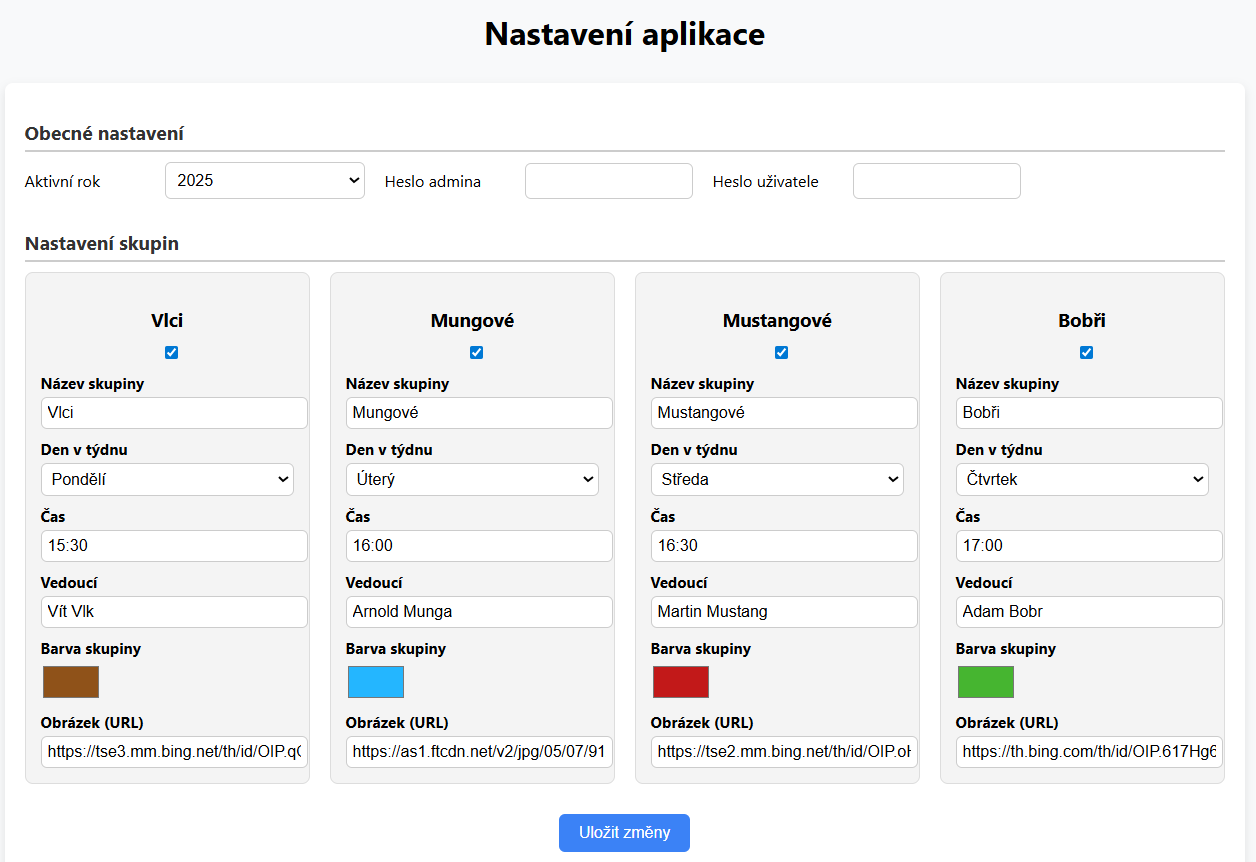 Nastavení aplikace
Obecné nastavení
Aktivní rok 2025 Heslo admina Heslo uživatele
Nastavení skupin
Vlci
Název skupiny
Vlci
Den v týdnu
Pondělí
Čas
15:30
Vedoucí
Vít Vlk
Barva skupiny
Obrázek (URL)
https://tse3.mm.bing.net/th/id/OIP.q
Mungové
Název skupiny
Mungové
Den v týdnu
Úterý
Čas
16:00
Vedoucí
Arnold Munga
Barva skupiny
Obrázek (URL)
https://as1.ftcdn.net/v2/jpg/05/07/91
Mustangové
Název skupiny
Mustangové
Den v týdnu
Středa
Čas
16:30
Vedoucí
Martin Mustang
Barva skupiny
Obrázek (URL)
https://tse2.mm.bing.net/th/id/OIP.o
Bobři
Název skupiny
Bobři
Den v týdnu
Čtvrtek
Čas
17:00
Vedoucí
Adam Bobr
Barva skupiny
Obrázek (URL)
https://th.bing.com/th/id/OIP.617Hg6
Uložit změny